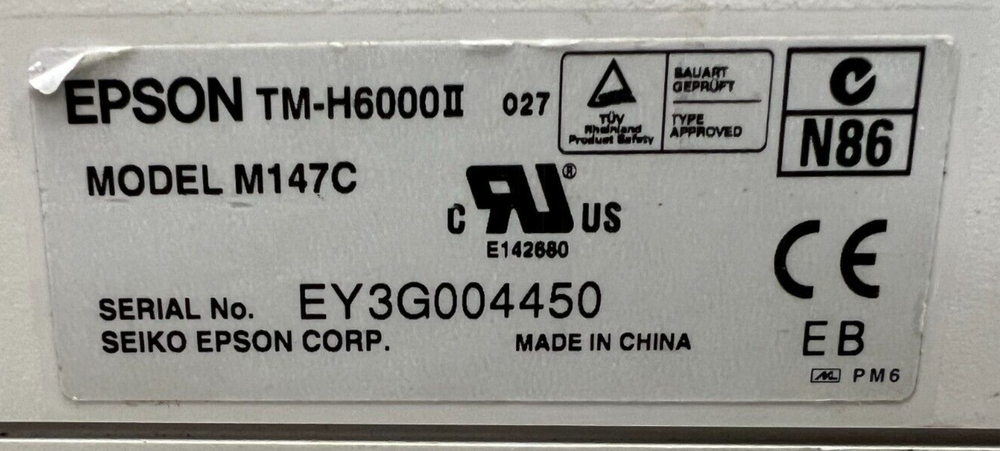 EPSON TM-H6000II 027
TÜV
Rheinland
Product Safety
BAUART
GEPRÜFT
TYPE
APPROVED
N86
MODEL M147C
C RU® US
E142680
CE
SERIAL No. EY3G004450
SEIKO EPSON CORP. MADE IN CHINA
EB
PM6